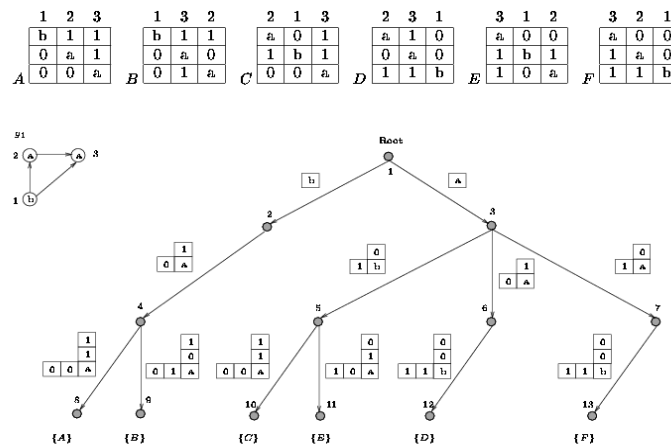 1 2 3
b 1 1
0 a 1
0 0 a
A
1 3 2
b 1 1
0 a 0
0 1 a
B
2 1 3
a 0 1
1 b 1
0 0 a
C
2 3 1
a 1 0
0 a 0
1 1 b
D
3 1 2
a 0 0
1 b 1
1 0 a
E
3 2 1
a 0 0
1 a 0
1 1 b
F
g1
2 a a 3
1 b
Root
1
b
a
2
3
1
0 a
0
1 b
1
0 a
0
1 a
4
5
6
7
1
1
0 0 a
1
0
0 1 a
1
1
0 0 a
0
1
1 0 a
0
0
1 1 b
0
0
1 1 b
8
9
10
11
12
13
{A}
{B}
{C}
{E}
{D}
{F}